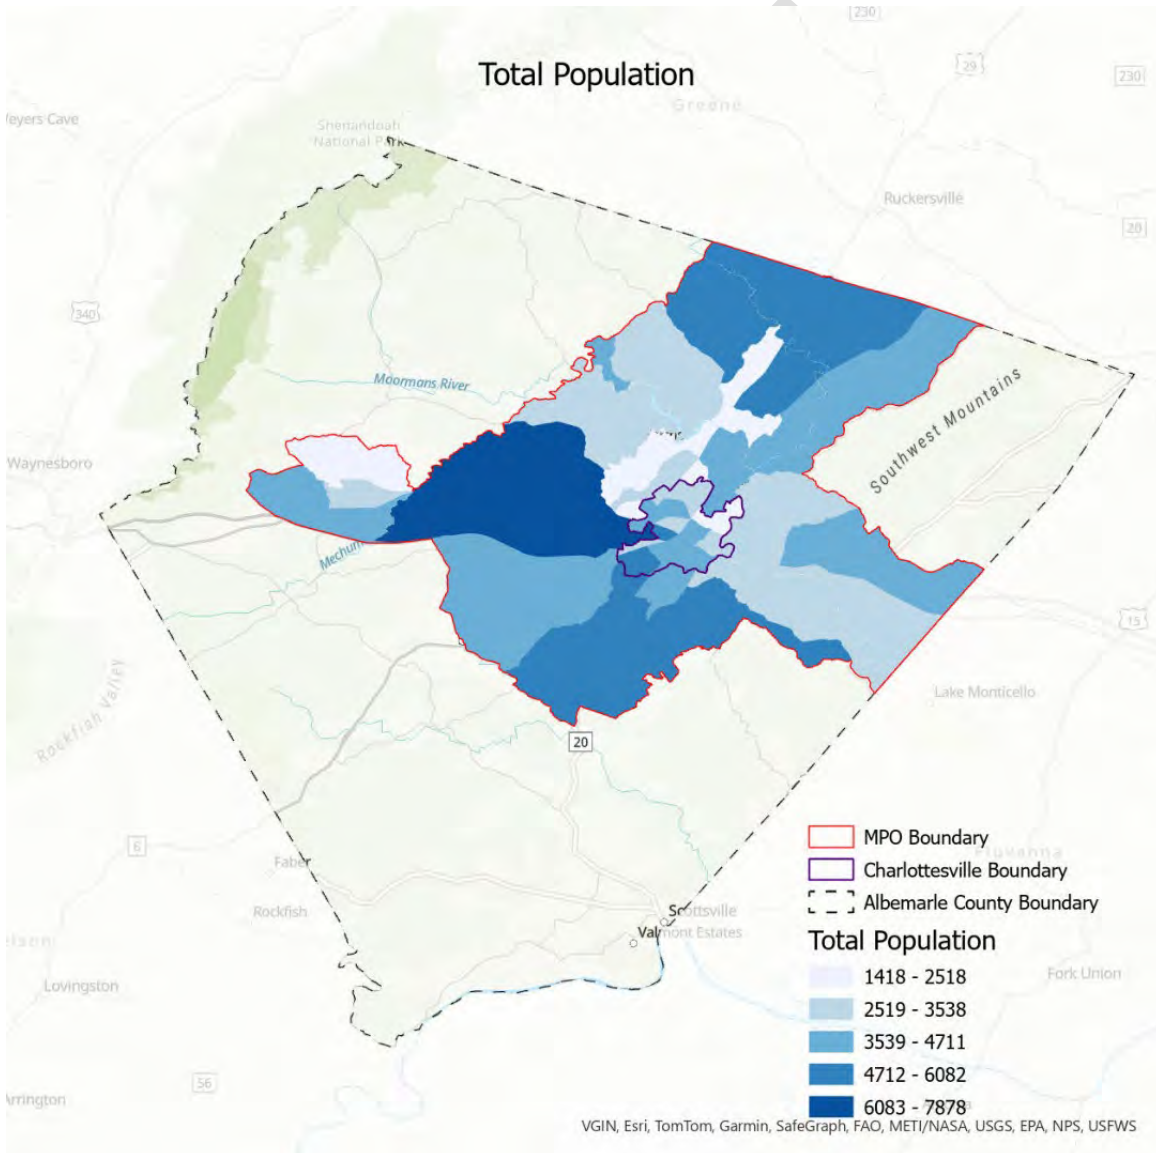 230
29
230
Total Population
Greene
eyers Cave
Shenandoah
National Park
Ruckersville
20
340
Moormans River
Southwest Mountains
Waynesboro
15
Rockfish Valley
Lake Monticello
20
6
MPO Boundary
Fluvanna
Faber
Charlottesville Boundary
Albemarle County Boundary
Rockfish
Scottsville
Valmont Estates
Total Population
elson
1418 - 2518
Fork Union
Lovingston
2519 - 3538
3539 - 4711
56
4712 - 6082
Arrington
6083 - 7878
VGIN, Esri, TomTom, Garmin, SafeGraph, FAO, METI/NASA, USGS, EPA, NPS, USFWS